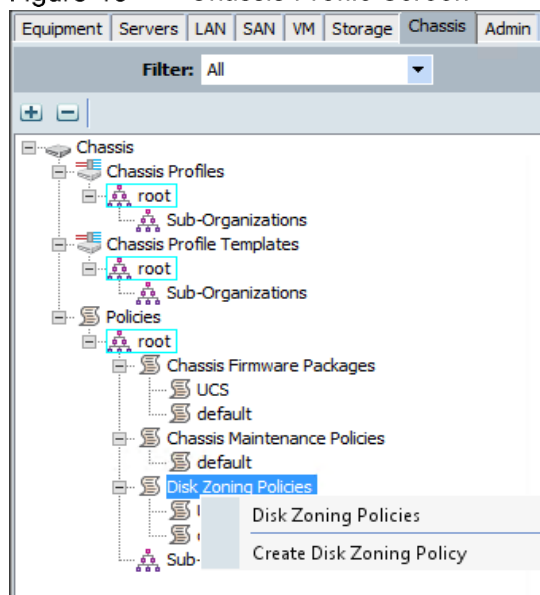 Equipment Servers LAN SAN VM Storage Chassis Admin
Filter: All
Chassis
Chassis Profiles
root
Sub-Organizations
Chassis Profile Templates
root
Sub-Organizations
Policies
root
Chassis Firmware Packages
UCS
default
Chassis Maintenance Policies
default
Disk Zoning Policies
Disk Zoning Policies
Create Disk Zoning Policy
Sub-